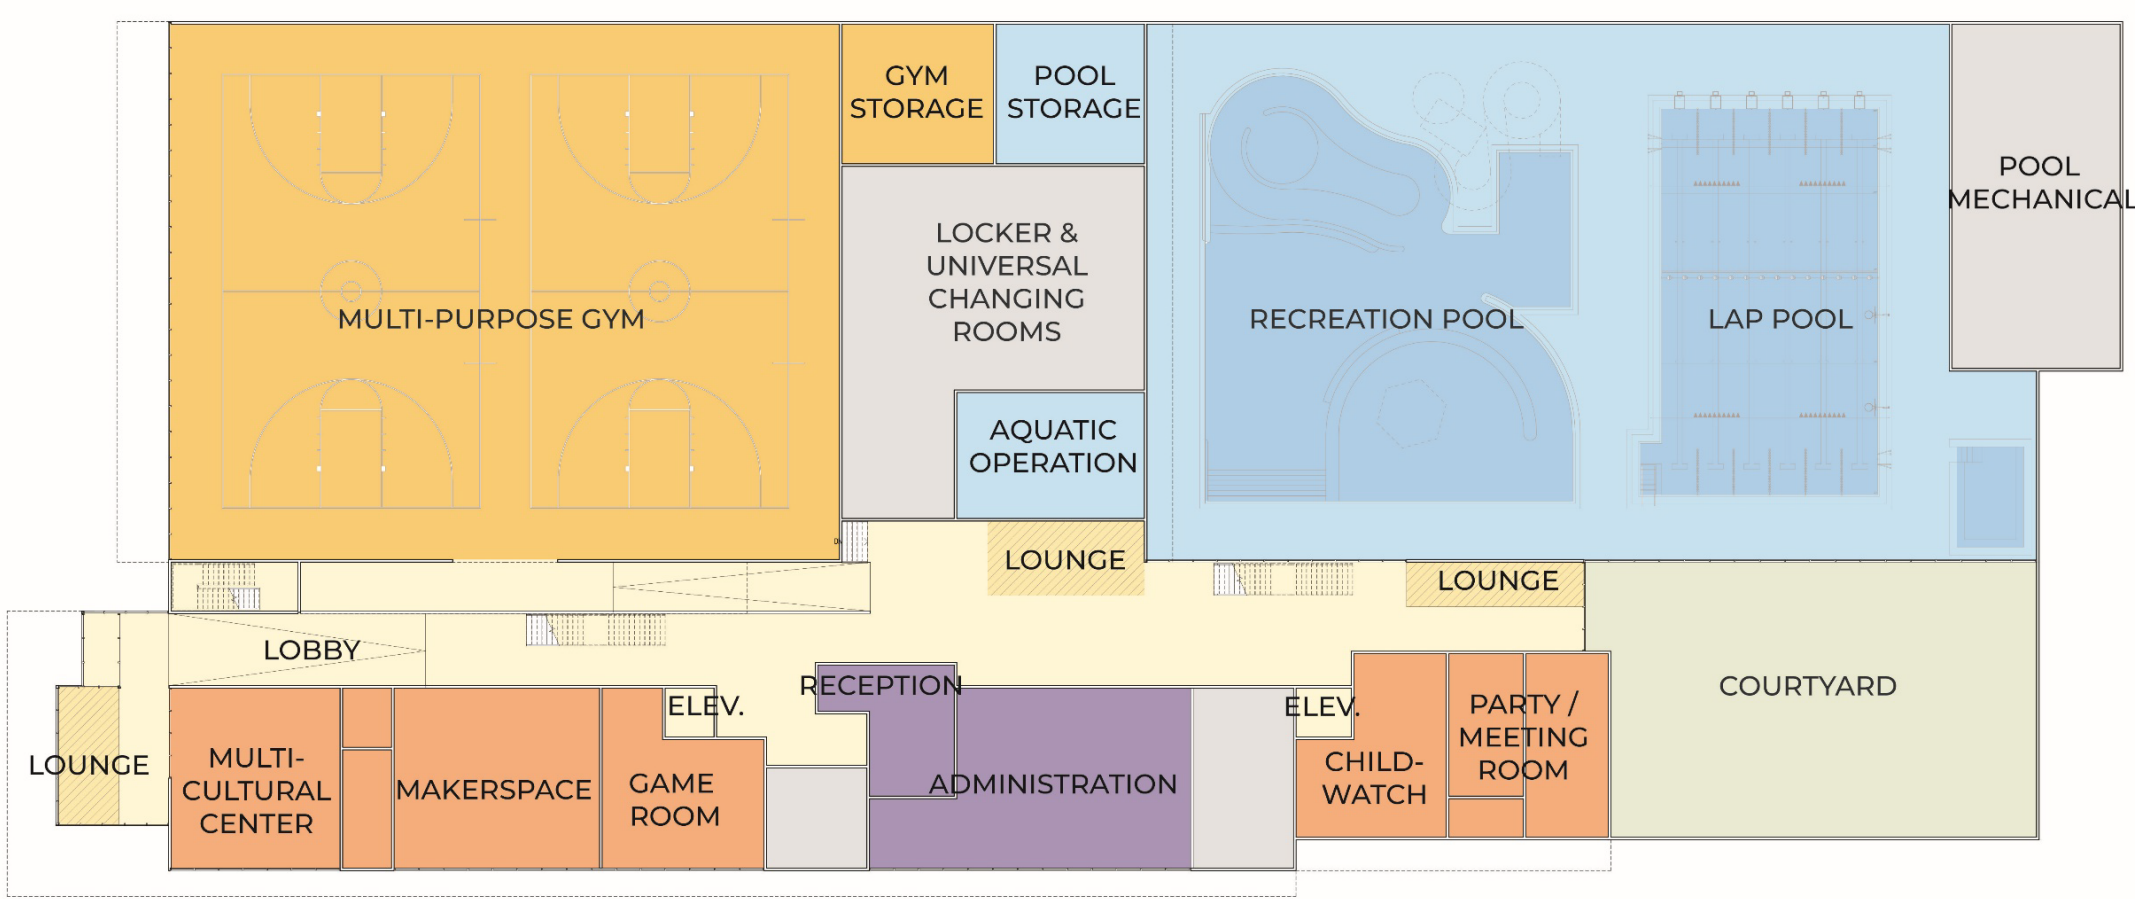 GYM
STORAGE
POOL
STORAGE
POOL
MECHANICAL
LOCKER &
UNIVERSAL
CHANGING
ROOMS
MULTI-PURPOSE GYM
RECREATION POOL
LAP POOL
AQUATIC
OPERATION
LOUNGE
LOUNGE
LOBBY
RECEPTION
ELEV.
ELEV.
COURTYARD
LOUNGE
MULTI-
CULTURAL
CENTER
MAKERSPACE
GAME
ROOM
ADMINISTRATION
CHILD-
WATCH
PARTY /
MEETING
ROOM